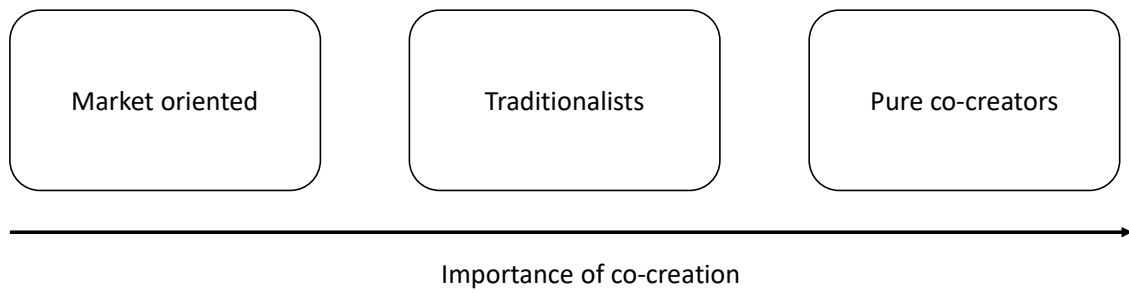 Market oriented
Traditionalists
Pure co-creators
Importance of co-creation